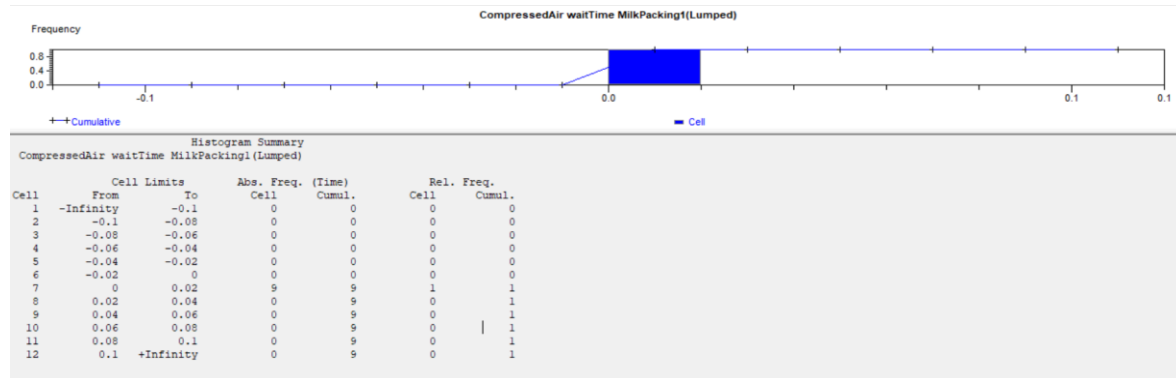 CompressedAir waitTime MilkPacking1(Lumped)
Frequency
0.8
0.4
0.0
-0.1 0.0 0.1 0.1
Cumulative Cell
Histogram Summary
CompressedAir waitTime MilkPacking1(Lumped)
Cell Limits Abs. Freq. (Time) Rel. Freq.
Cell From To Cell Cumul. Cell Cumul.
1 -Infinity -0.1 0 0 0 0
2 -0.1 -0.08 0 0 0 0
3 -0.08 -0.06 0 0 0 0
4 -0.06 -0.04 0 0 0 0
5 -0.04 -0.02 0 0 0 0
6 -0.02 0 0 0 0 0
7 0 0.02 9 9 1 1
8 0.02 0.04 0 9 0 1
9 0.04 0.06 0 9 0 1
10 0.06 0.08 0 9 0 1
11 0.08 0.1 0 9 0 1
12 0.1 +Infinity 0 9 0 1